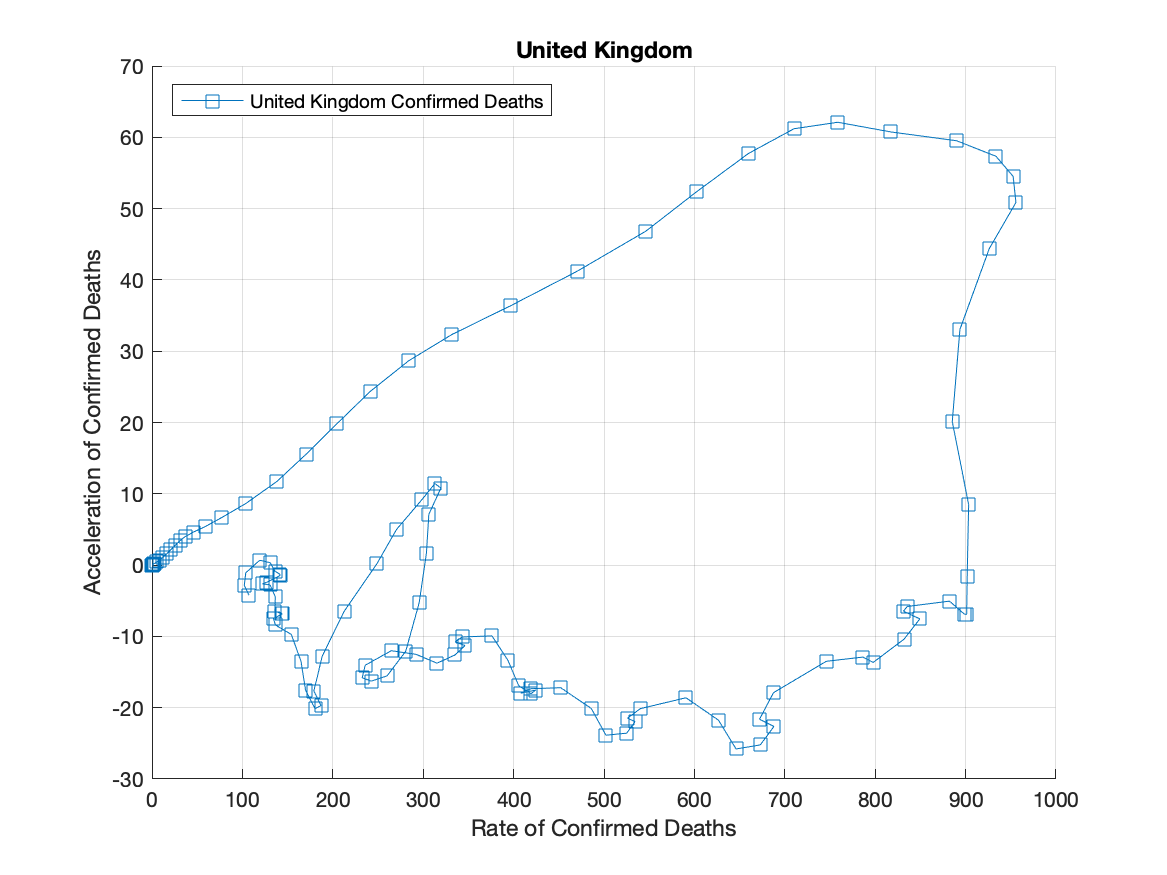 United Kingdom
United Kingdom Confirmed Deaths
Acceleration of Confirmed Deaths
70
60
50
40
30
20
10
0
-10
-20
-30
0 100 200 300 400 500 600 700 800 900 1000
Rate of Confirmed Deaths